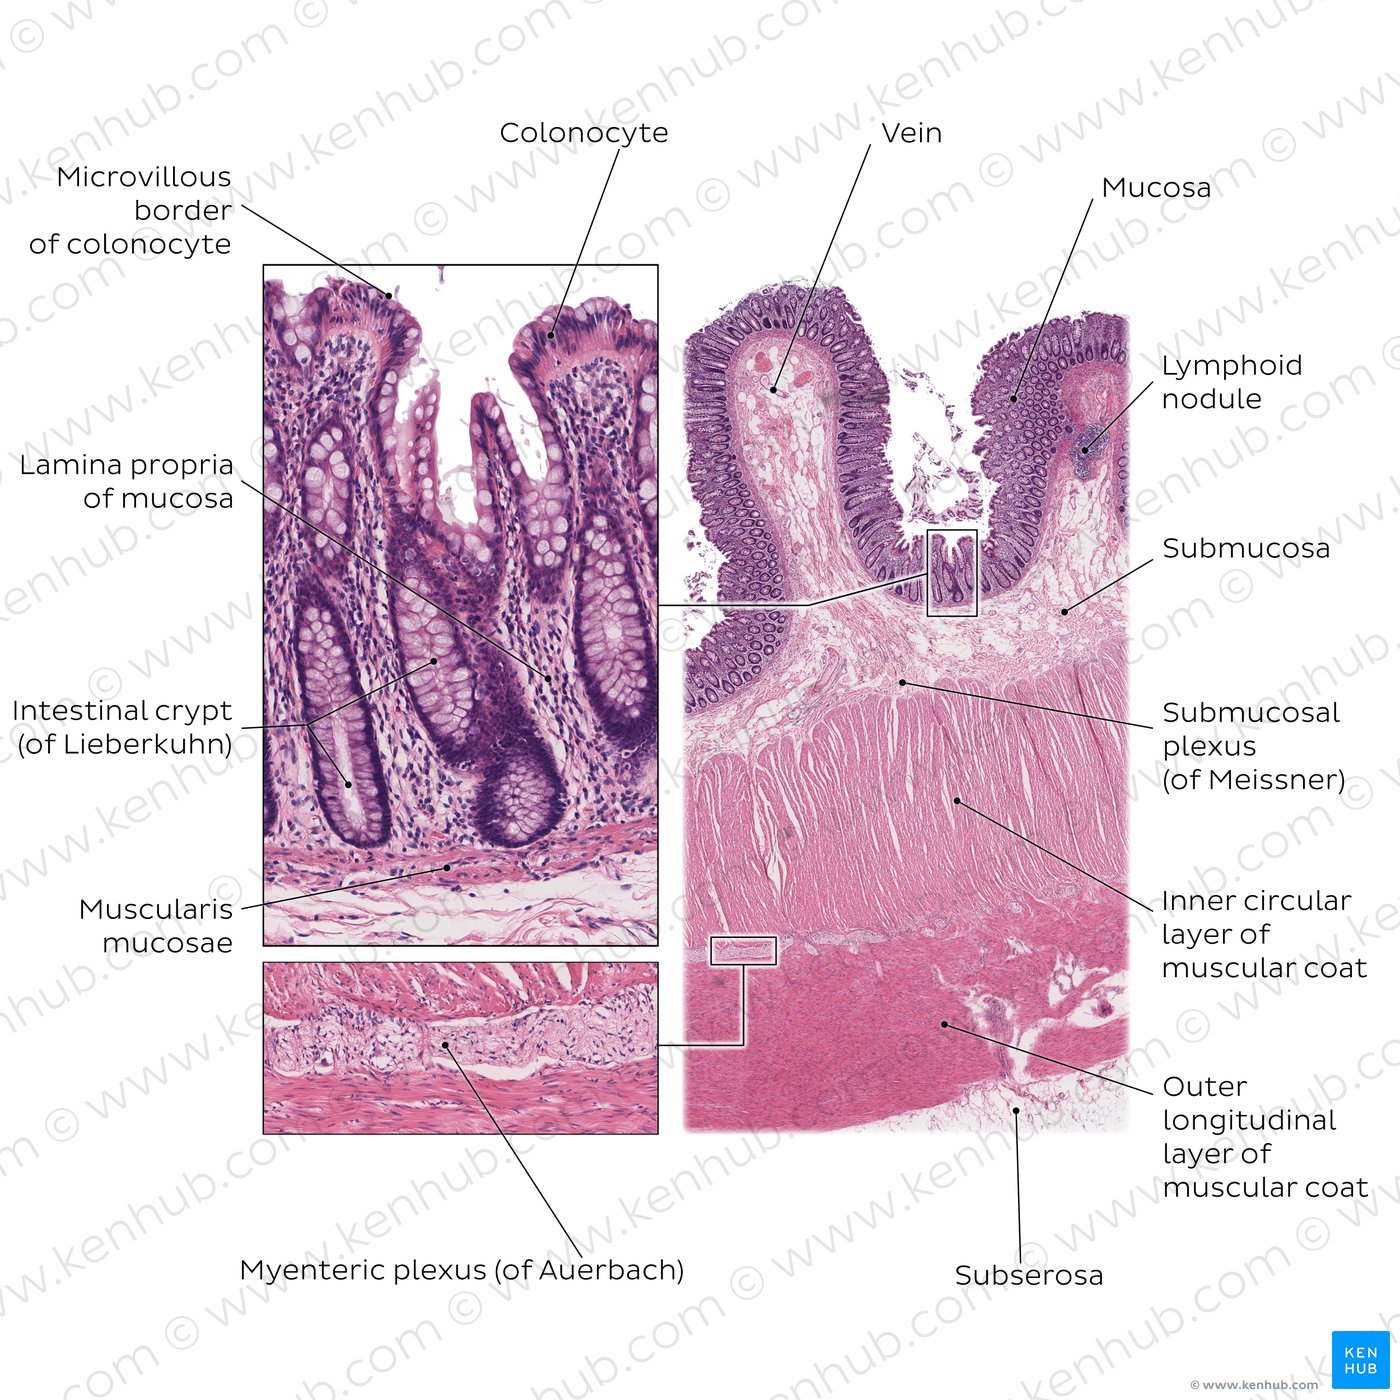 Colonocyte
Vein
Microvillous
border
of colonocyte
Mucosa
Lymphoid
nodule
Lamina propria
of mucosa
Submucosa
Intestinal crypt
(of Lieberkuhn)
Submucosal
plexus
(of Meissner)
Muscularis
mucosae
Inner circular
layer of
muscular coat
Outer
longitudinal
layer of
muscular coat
Myenteric plexus (of Auerbach)
Subserosa
KEN
HUB
© www.kenhub.com